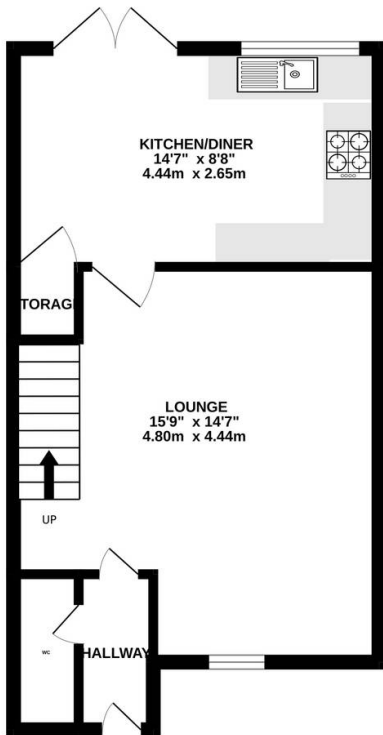 KITCHEN/DINER
14'7" x 8'8"
4.44m x 2.65m
TORAG
LOUNGE
15'9" x 14'7"
4.80m x 4.44m
UP
WC
HALLWAY